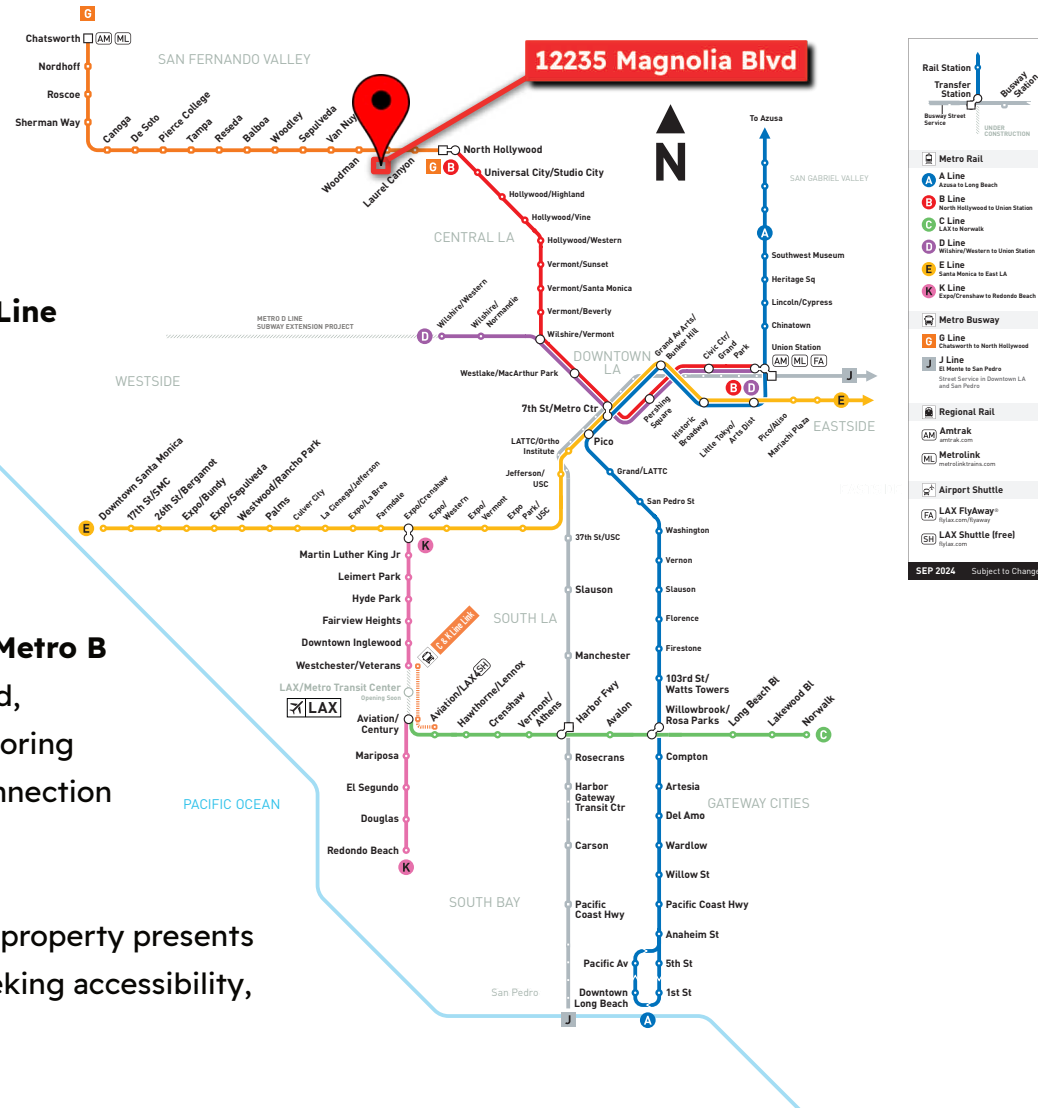 G
Chatsworth
AM
ML
Nordhoff
Roscoe
Sherman Way
SAN FERNANDO VALLEY
Canoga
De Soto
Pierce College
Tampa
Reseda
Balboa
Woodley
Sepulveda
Woodman
Laurel Canyon
12235 Magnolia Blvd
G
B
North Hollywood
Universal City/Studio City
Hollywood/Highland
Hollywood/Vine
Hollywood/Western
Vermont/Sunset
Vermont/Santa Monica
Vermont/Beverly
Wilshire/Vermont
CENTRAL LA
N
To Azusa
SAN GABRIEL VALLEY
A
Southwest Museum
Heritage Sq
Lincoln/Cypress
Chinatown
Union Station
AM
ML
FA
Line
METRO D LINE
SUBWAY EXTENSION PROJECT
D
Wilshire/Western
Wilshire/
Normandie
WESTSIDE
DOWNTOWN
LA
Westlake/MacArthur Park
7th St/Metro Ctr
Grand Av Arts/
Bunker Hill
Civic Ctr/
Grand
Park
B
D
J
E
Pershing
Square
Historic
Broadway
Little Tokyo/
Arts Dist
Pico/Aliso
Mariachi Plaza
EASTSIDE
LATTC/Ortho
Institute
Pico
Jefferson/
USC
Grand/LATTC
San Pedro St
Washington
Vernon
Slauson
Florence
Firestone
103rd St/
Watts Towers
Willowbrook/
Rosa Parks
E
Downtown Santa Monica
17th St/SMC
26th St/Bergamot
Expo/Bundy
Expo/Sepulveda
Westwood/Rancho Park
Palms
Culver City
La Cienega/Jefferson
Expo/La Brea
Farmdale
Expo/Crenshaw
Expo/
Western
Expo/
Vermont
Expo
Park/
USC
K
Martin Luther King Jr
Leimert Park
Hyde Park
Fairview Heights
Downtown Inglewood
Westchester/Veterans
C & K Line Link
LAX/Metro Transit Center
Opening Soon
LAX
Aviation/
Century
Aviation/LAX
SH
Hawthorne/Lennox
Crenshaw
Vermont/
Athens
Harbor Fwy
Avalon
Long Beach Bl
Lakewood Bl
Norwalk
C
37th St/USC
Slauson
Manchester
SOUTH LA
Mariposa
El Segundo
Douglas
Redondo Beach
K
Rosecrans
Harbor
Gateway
Transit Ctr
Carson
Pacific
Coast Hwy
Compton
Artesia
Del Amo
Wardlow
Willow St
Pacific Coast Hwy
Anaheim St
Pacific Av
5th St
Downtown
Long Beach
1st St
GATEWAY CITIES
SOUTH BAY
San Pedro
J
A
PACIFIC OCEAN
Metro B
d,
oring
nnection
property presents
eking accessibility,
Rail Station
Transfer
Station
Busway
Station
Busway Street
Service
UNDER
CONSTRUCTION
Metro Rail
A
A Line
Azusa to Long Beach
B
B Line
North Hollywood to Union Station
C
C Line
LAX to Norwalk
D
D Line
Wilshire/Western to Union Station
E
E Line
Santa Monica to East LA
K
K Line
Expo/Crenshaw to Redondo Beach
Metro Busway
G
G Line
Chatsworth to North Hollywood
J
J Line
El Monte to San Pedro
Street Service in Downtown LA
and San Pedro
Regional Rail
AM
Amtrak
amtrak.com
ML
Metrolink
metrolinktrains.com
Airport Shuttle
FA
LAX FlyAway®
flylax.com/flyaway
SH
LAX Shuttle (free)
flylax.com
SEP 2024
Subject to Change